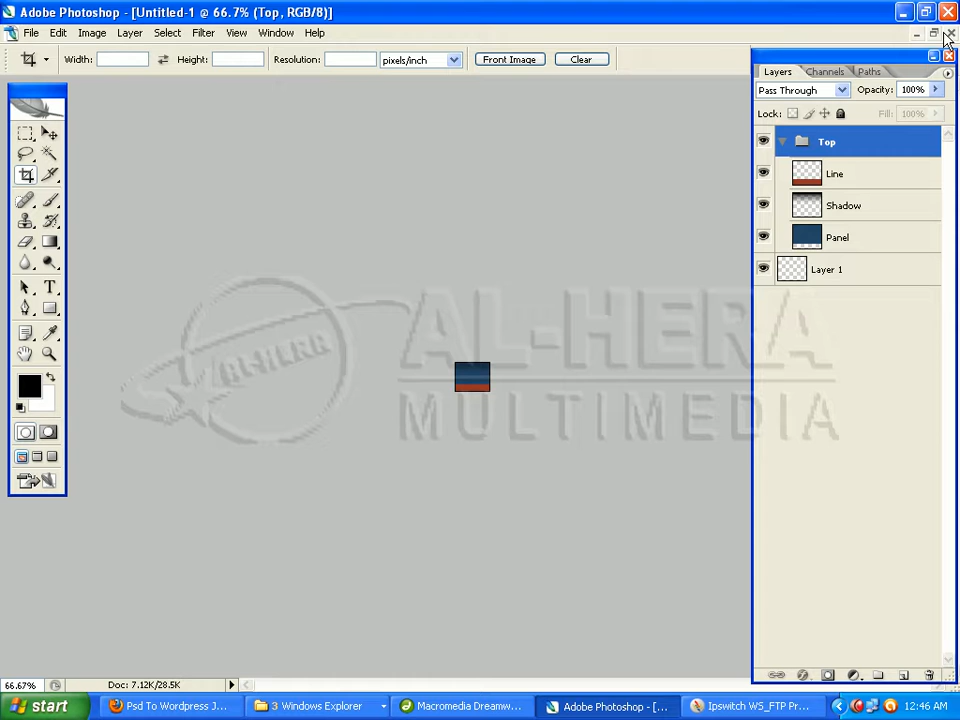 Adobe Photoshop - [Untitled-1 @ 66.7% (Top, RGB/8)]
File Edit Image Layer Select Filter View Window Help
Width: Height: Resolution: pixels/inch Front Image Clear
Layers Channels Paths
Pass Through Opacity: 100%
Lock: Fill: 100%
Top
Line
Shadow
Panel
Layer 1
AL-HERA
AL-HERA
MULTIMEDIA
66.67% Doc: 7.12K/28.5K
start Psd To Wordpress J... 3 Windows Explorer Macromedia Dreamw... Adobe Photoshop - [... Ipswitch WS_FTP Pr... 12:46 AM